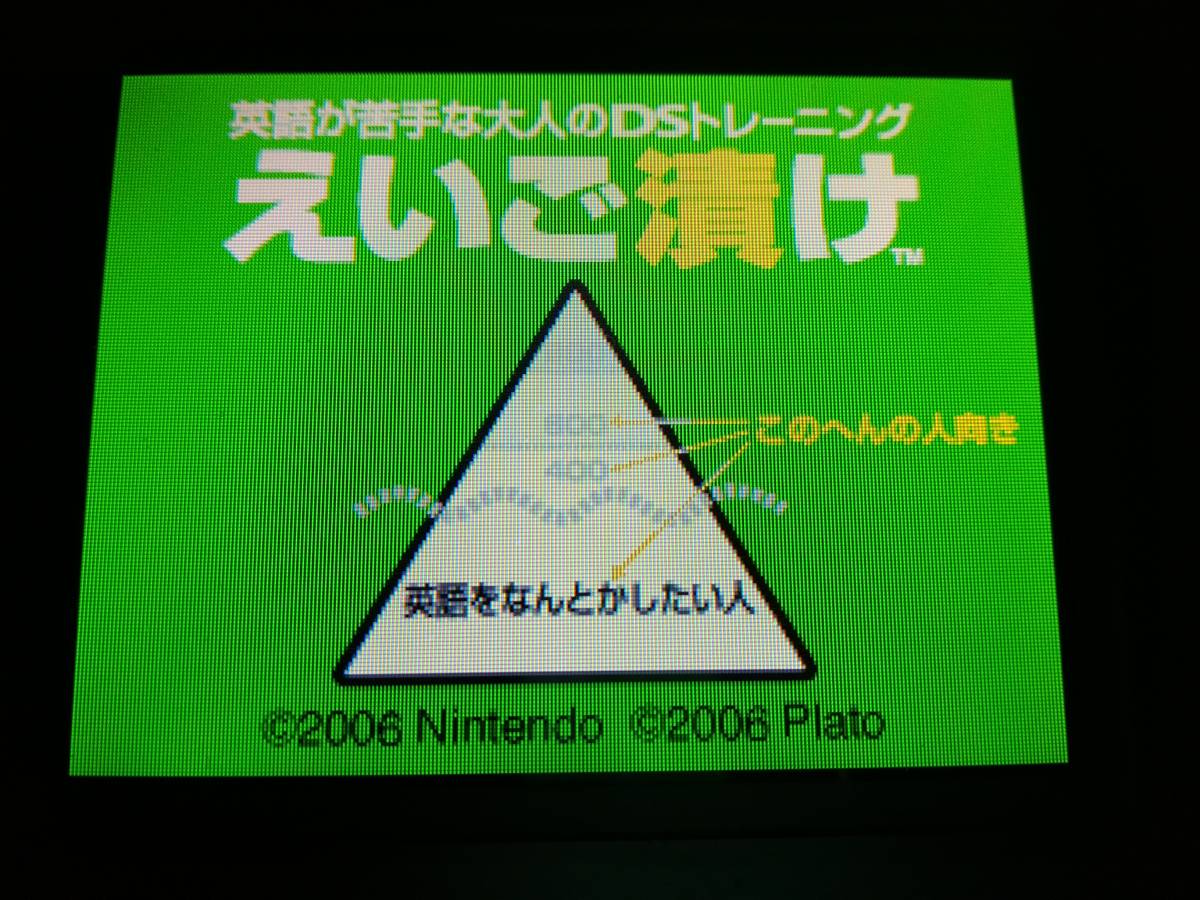 英語が苦手な大人のDSトレーニング
えいご漬け™
400
このへんの人向き
英語をなんとかしたい人
©2006 Nintendo ©2006 Plato